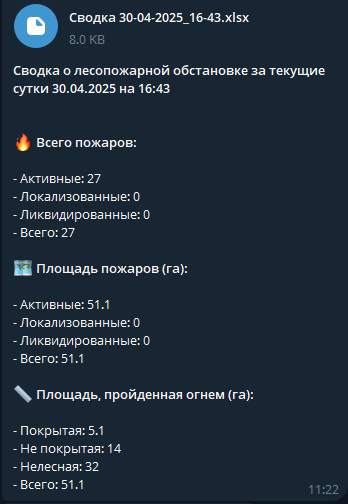 Сводка 30-04-2025_16-43.xlsx
8.0 KB
Сводка о лесопожарной обстановке за текущие
сутки 30.04.2025 на 16:43
🔥 Всего пожаров:
- Активные: 27
- Локализованные: 0
- Ликвидированные: 0
- Всего: 27
🗺 Площадь пожаров (га):
- Активные: 51.1
- Локализованные: 0
- Ликвидированные: 0
- Всего: 51.1
📏 Площадь, пройденная огнем (га):
- Покрытая: 5.1
- Не покрытая: 14
- Нелесная: 32
- Всего: 51.1
11:22